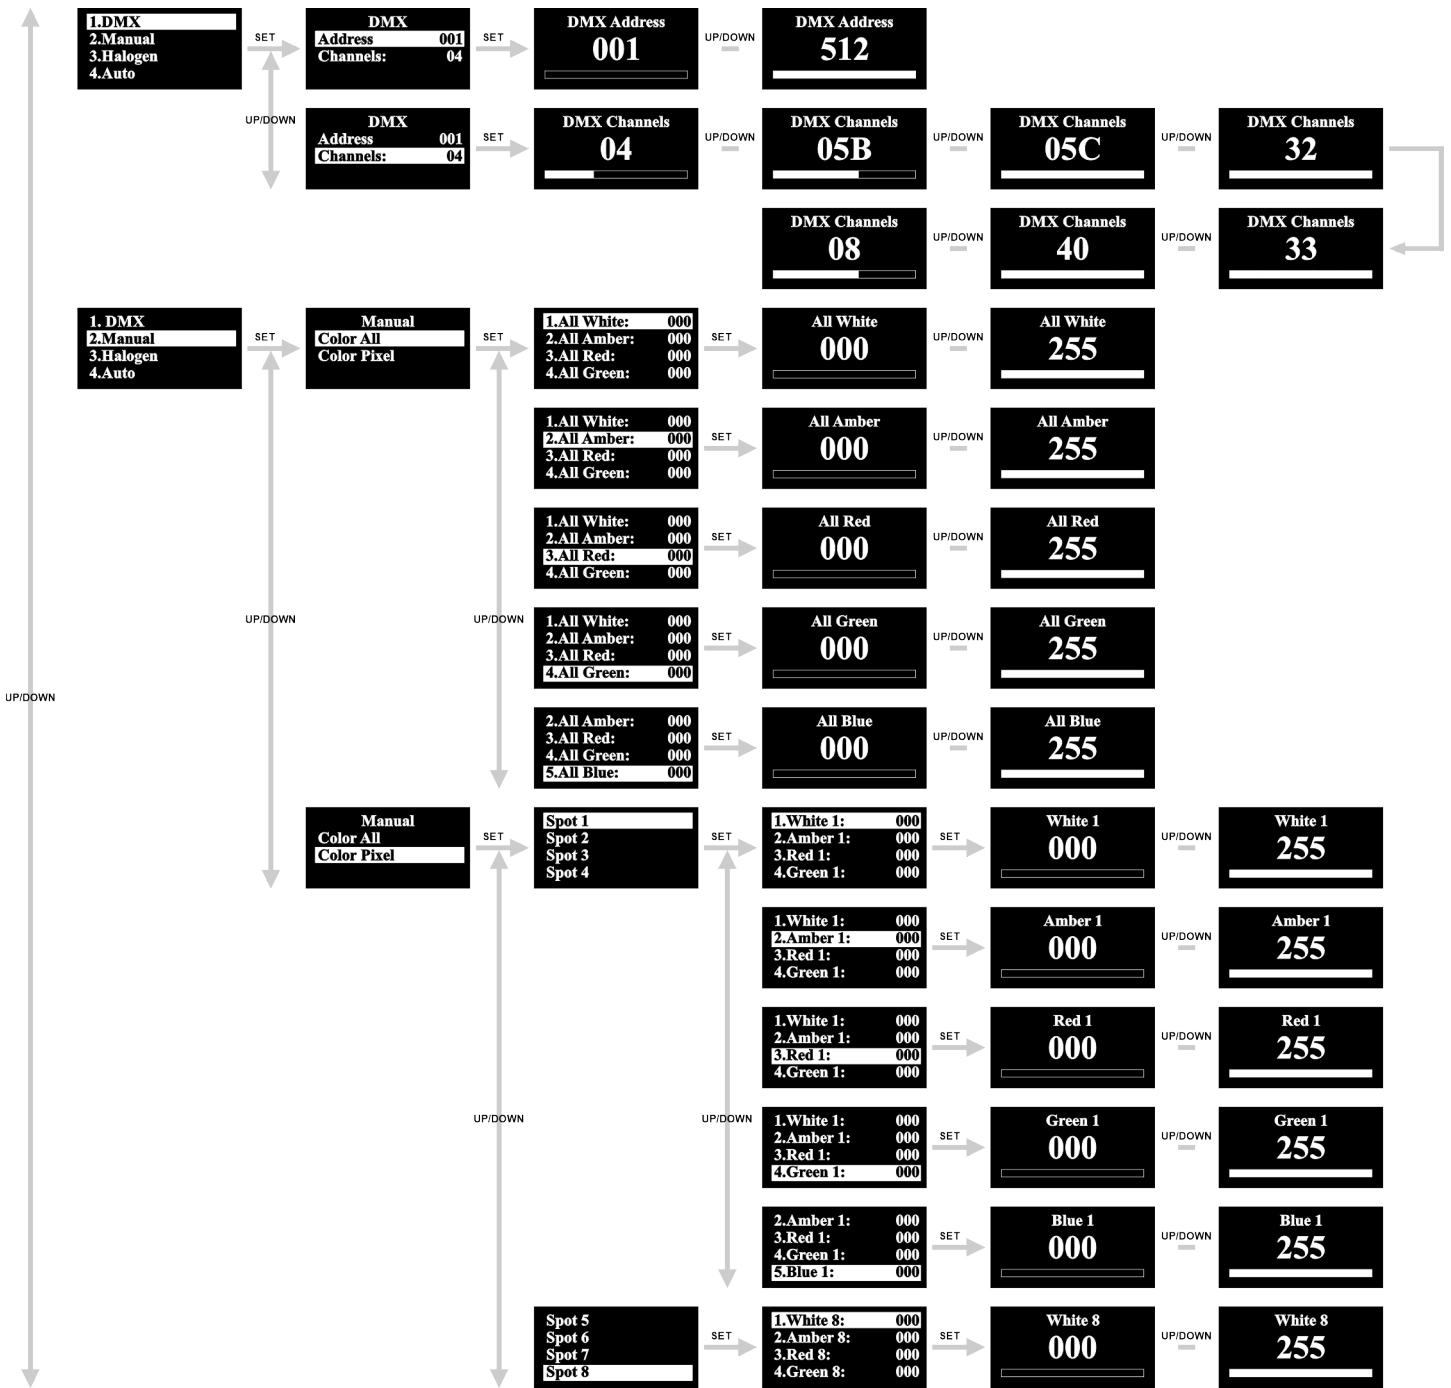 1.DMX
2.Manual
3.Halogen
4.Auto
SET
DMX
Address 001
Channels: 04
SET
DMX Address
001
UP/DOWN
DMX Address
512
UP/DOWN
DMX
Address 001
Channels: 04
SET
DMX Channels
04
UP/DOWN
DMX Channels
05B
UP/DOWN
DMX Channels
05C
UP/DOWN
DMX Channels
32
DMX Channels
08
UP/DOWN
DMX Channels
40
UP/DOWN
DMX Channels
33
1. DMX
2.Manual
3.Halogen
4.Auto
SET
Manual
Color All
Color Pixel
SET
1.All White: 000
2.All Amber: 000
3.All Red: 000
4.All Green: 000
SET
All White
000
UP/DOWN
All White
255
1.All White: 000
2.All Amber: 000
3.All Red: 000
4.All Green: 000
SET
All Amber
000
UP/DOWN
All Amber
255
1.All White: 000
2.All Amber: 000
3.All Red: 000
4.All Green: 000
SET
All Red
000
UP/DOWN
All Red
255
UP/DOWN
UP/DOWN
1.All White: 000
2.All Amber: 000
3.All Red: 000
4.All Green: 000
SET
All Green
000
UP/DOWN
All Green
255
UP/DOWN
2.All Amber: 000
3.All Red: 000
4.All Green: 000
5.All Blue: 000
SET
All Blue
000
UP/DOWN
All Blue
255
Manual
Color All
Color Pixel
SET
Spot 1
Spot 2
Spot 3
Spot 4
SET
1.White 1: 000
2.Amber 1: 000
3.Red 1: 000
4.Green 1: 000
SET
White 1
000
UP/DOWN
White 1
255
1.White 1: 000
2.Amber 1: 000
3.Red 1: 000
4.Green 1: 000
SET
Amber 1
000
UP/DOWN
Amber 1
255
1.White 1: 000
2.Amber 1: 000
3.Red 1: 000
4.Green 1: 000
SET
Red 1
000
UP/DOWN
Red 1
255
UP/DOWN
UP/DOWN
1.White 1: 000
2.Amber 1: 000
3.Red 1: 000
4.Green 1: 000
SET
Green 1
000
UP/DOWN
Green 1
255
2.Amber 1: 000
3.Red 1: 000
4.Green 1: 000
5.Blue 1: 000
SET
Blue 1
000
UP/DOWN
Blue 1
255
Spot 5
Spot 6
Spot 7
Spot 8
SET
1.White 8: 000
2.Amber 8: 000
3.Red 8: 000
4.Green 8: 000
SET
White 8
000
UP/DOWN
White 8
255